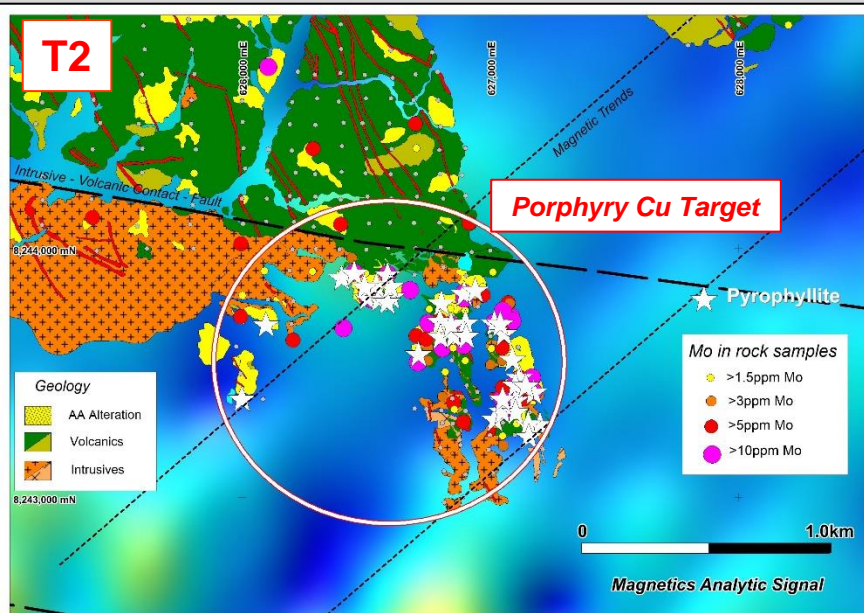 T2
626,000 mE
627,000 mE
628,000 mE
Magnetic Trends
Intrusive - Volcanic Contact - Fault
Porphyry Cu Target
8,244,000 mN
Pyrophyllite
Mo in rock samples
>1.5ppm Mo
>3ppm Mo
>5ppm Mo
>10ppm Mo
Geology
AA Alteration
Volcanics
Intrusives
8,243,000 mN
0 1.0km
Magnetics Analytic Signal